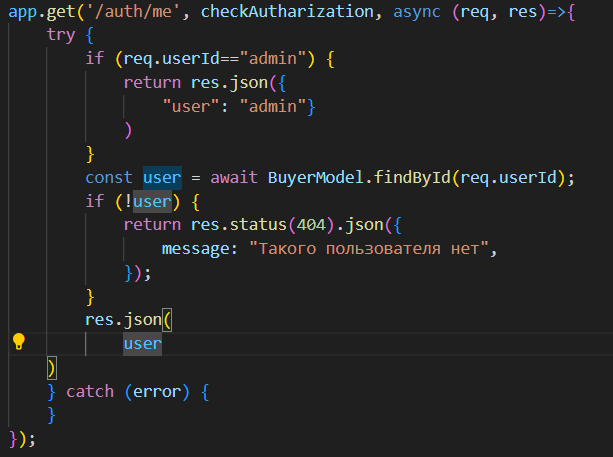 app.get('/auth/me', checkAutharization, async (req, res)=>{
    try {
        if (req.userId=="admin") {
            return res.json({
                "user": "admin"}
            )
        }
        const user = await BuyerModel.findById(req.userId);
        if (!user) {
            return res.status(404).json({
                message: "Такого пользователя нет",
            });
        }
        res.json(
            user
    )
    } catch (error) {
    }
});